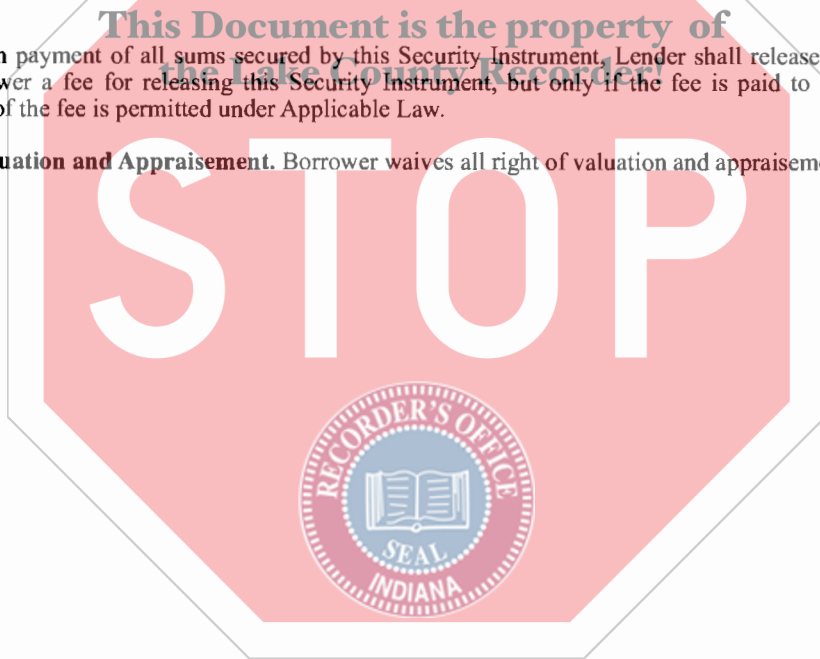 This Document is the property of
n payment of all sums secured by this Security Instrument, Lender shall release
the Lake County Recorder!
wer a fee for releasing this Security Instrument, but only if the fee is paid to
of the fee is permitted under Applicable Law.
uation and Appraisement. Borrower waives all right of valuation and appraiseme
STOP
RECORDER'S OFFICE
SEAL
INDIANA